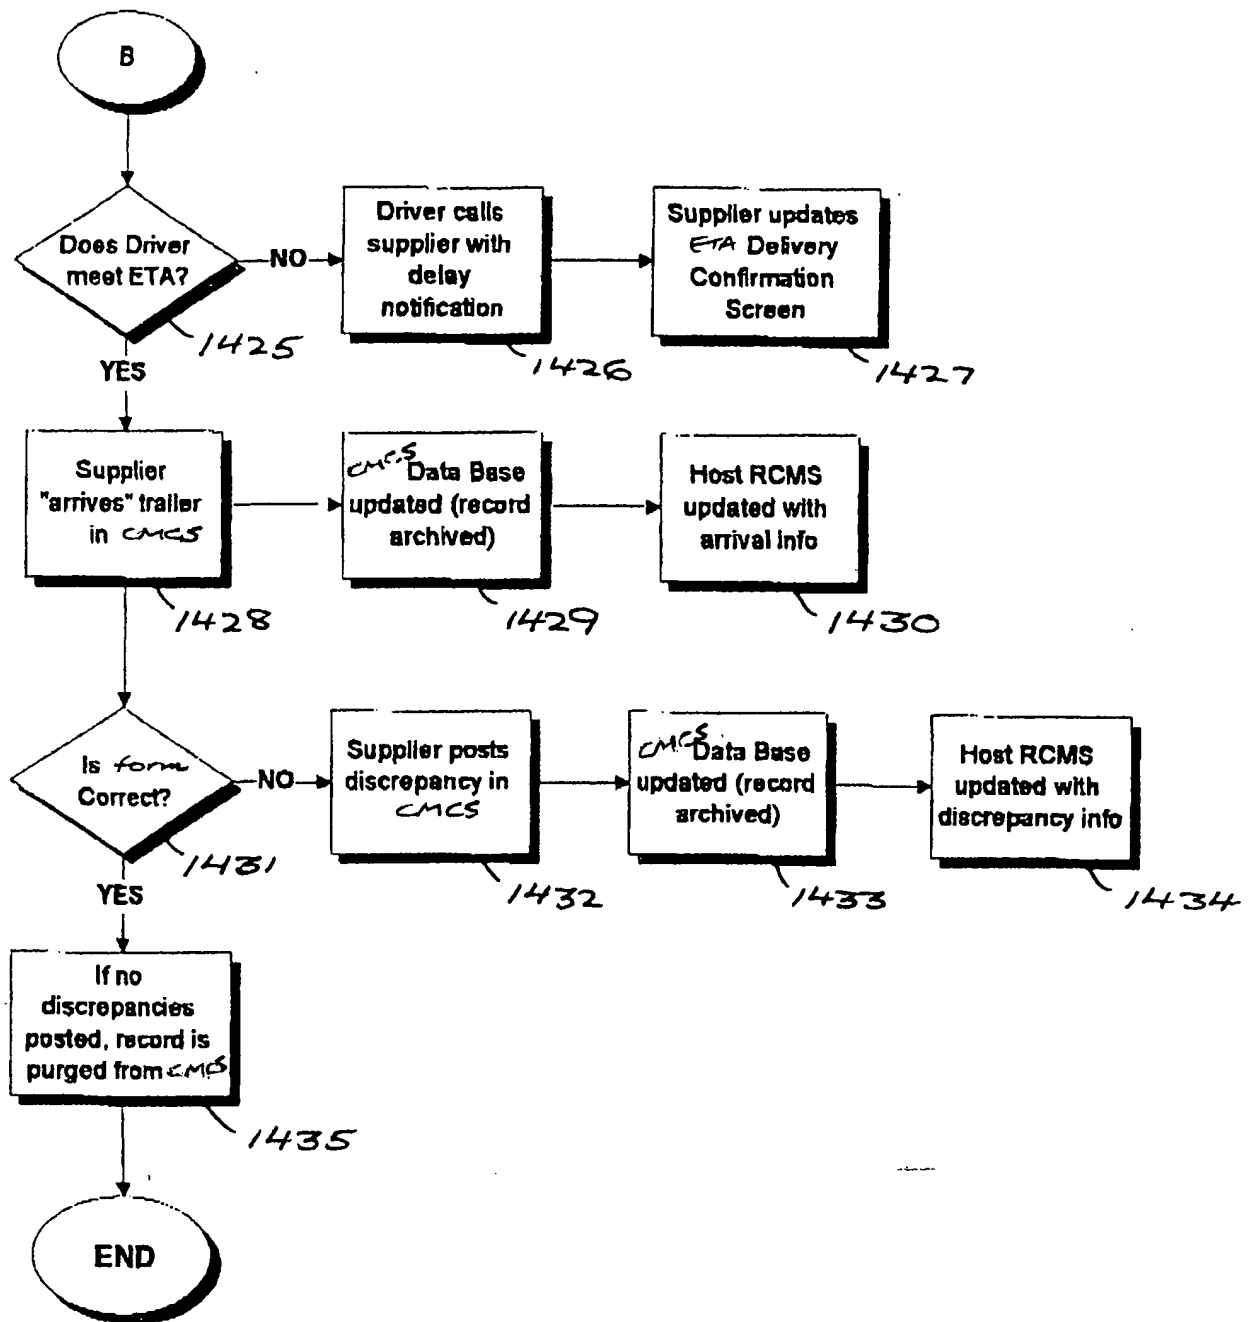 B
Does Driver
meet ETA?
1425
NO
Driver calls
supplier with
delay
notification
1426
Supplier updates
ETA Delivery
Confirmation
Screen
1427
YES
Supplier
"arrives" trailer
in CMCS
1428
CMCS Data Base
updated (record
archived)
1429
Host RCMS
updated with
arrival info
1430
Is form
Correct?
1431
NO
Supplier posts
discrepancy in
CMCS
1432
CMCS Data Base
updated (record
archived)
1433
Host RCMS
updated with
discrepancy info
1434
YES
If no
discrepancies
posted, record is
purged from CMCS
1435
END